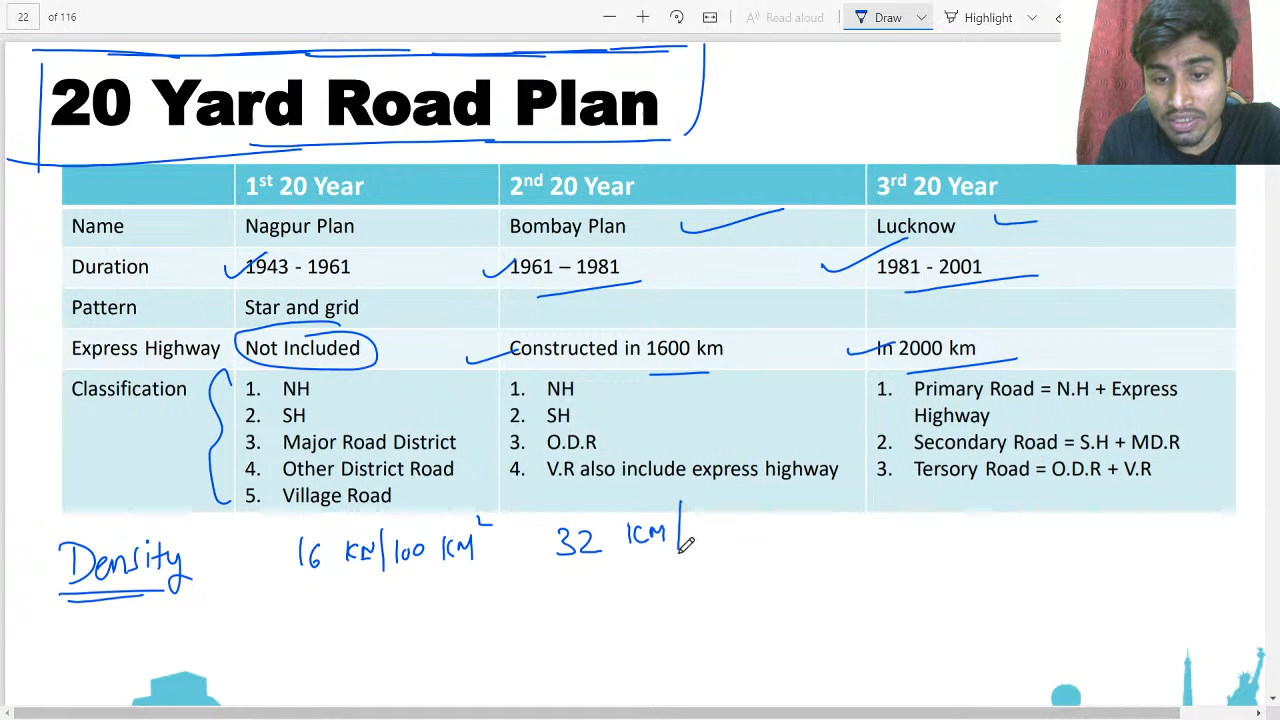 22 of 116 Read aloud Draw Highlight
20 Yard Road Plan
1st 20 Year 2nd 20 Year 3rd 20 Year
Name Nagpur Plan Bombay Plan Lucknow
Duration 1943 - 1961 1961 – 1981 1981 - 2001
Pattern Star and grid
Express Highway Not Included Constructed in 1600 km In 2000 km
Classification 1. NH 1. NH 1. Primary Road = N.H + Express
2. SH 2. SH Highway
3. Major Road District 3. O.D.R 2. Secondary Road = S.H + MD.R
4. Other District Road 4. V.R also include express highway 3. Tersory Road = O.D.R + V.R
5. Village Road
Density 16 KN/100 KM² 32 KM/